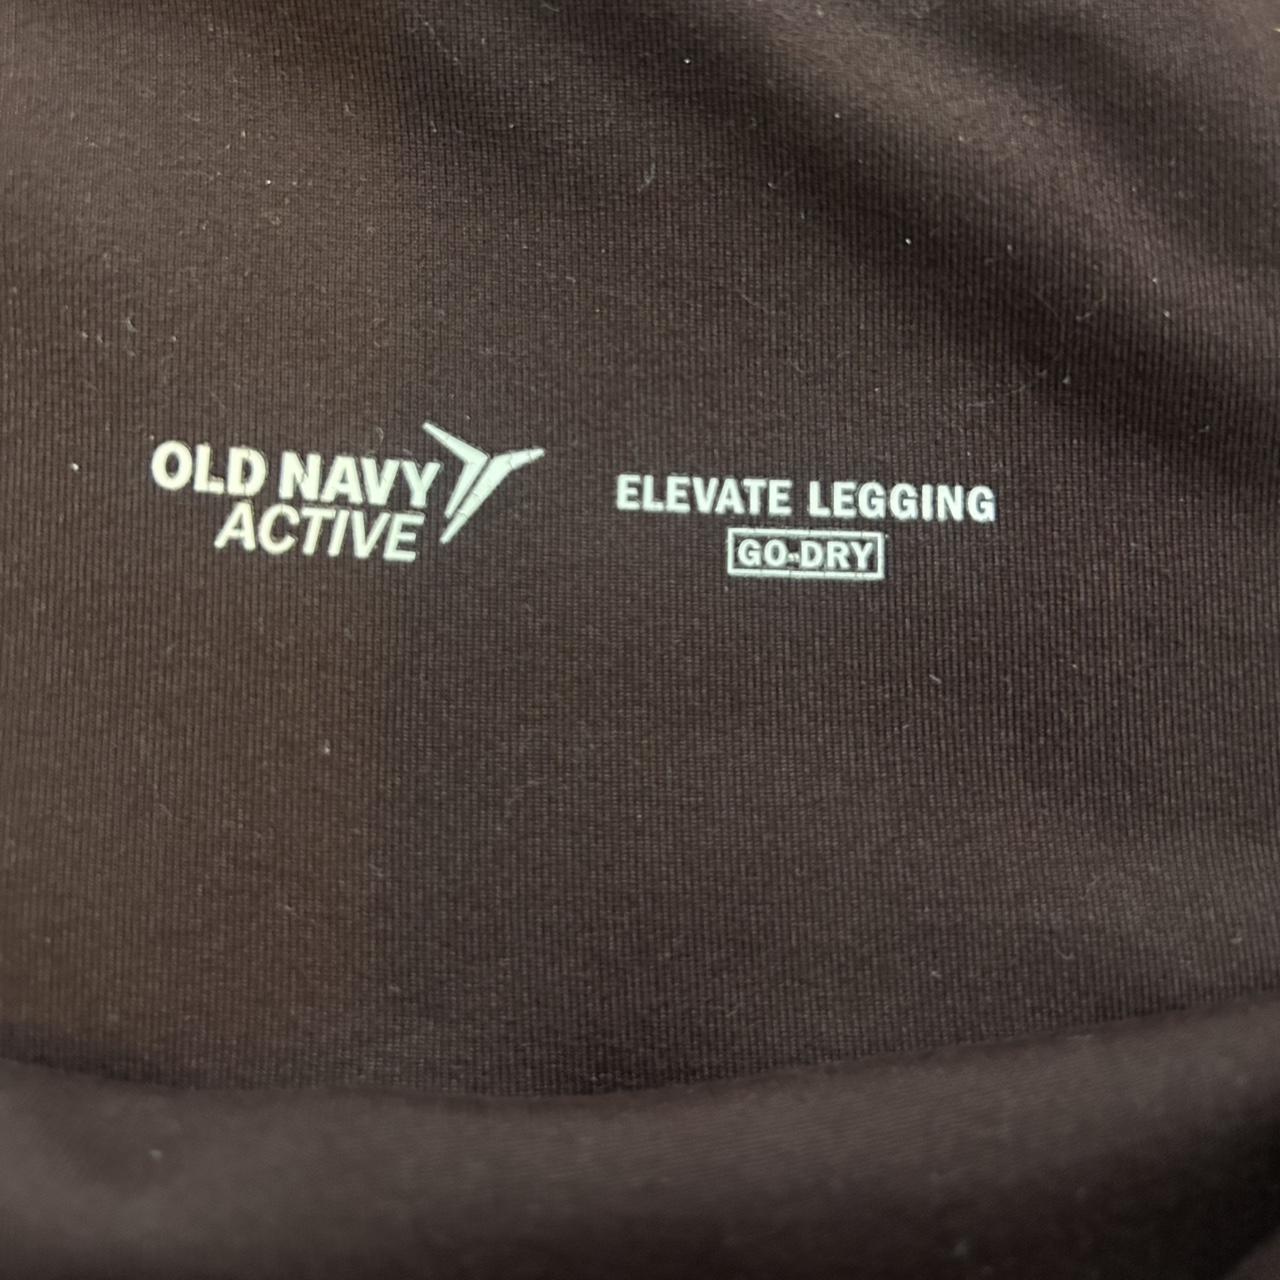 OLD NAVY
ACTIVE
ELEVATE LEGGING
GO-DRY